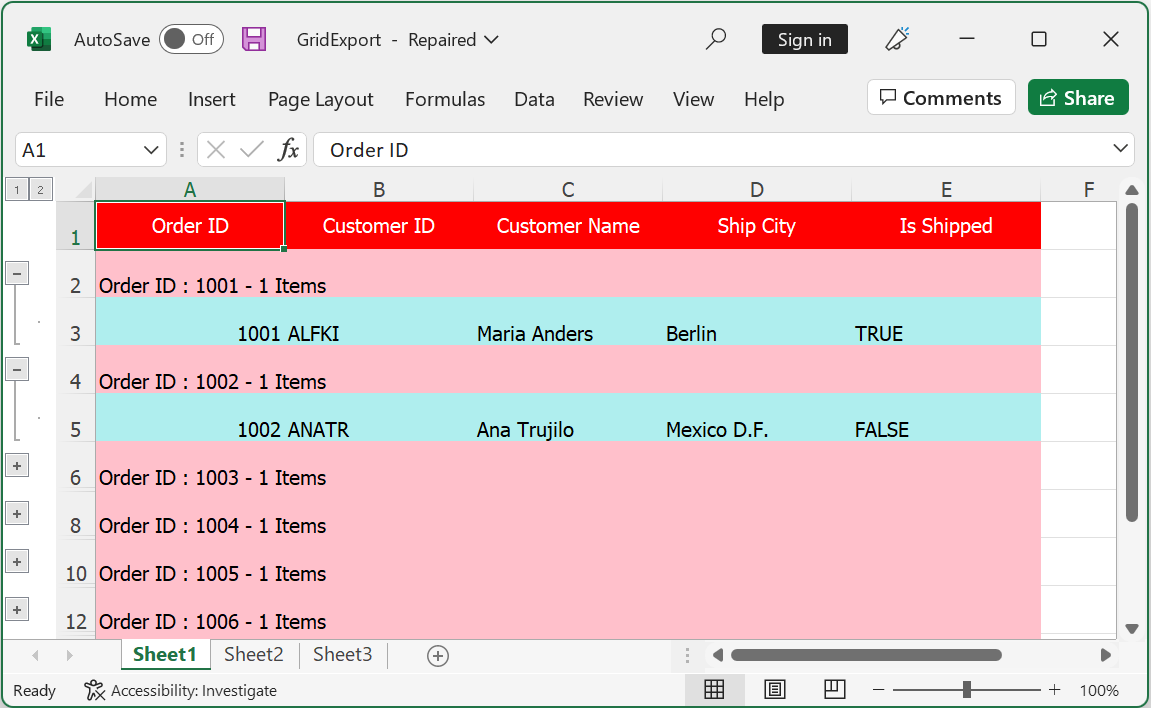 X AutoSave Off GridExport - Repaired Sign in
File Home Insert Page Layout Formulas Data Review View Help Comments Share
A1 fx Order ID
1 2 A B C D E F
1 Order ID Customer ID Customer Name Ship City Is Shipped
2 Order ID : 1001 - 1 Items
3 1001 ALFKI Maria Anders Berlin TRUE
4 Order ID : 1002 - 1 Items
5 1002 ANATR Ana Trujilo Mexico D.F. FALSE
6 Order ID : 1003 - 1 Items
8 Order ID : 1004 - 1 Items
10 Order ID : 1005 - 1 Items
12 Order ID : 1006 - 1 Items
Sheet1 Sheet2 Sheet3
Ready Accessibility: Investigate 100%